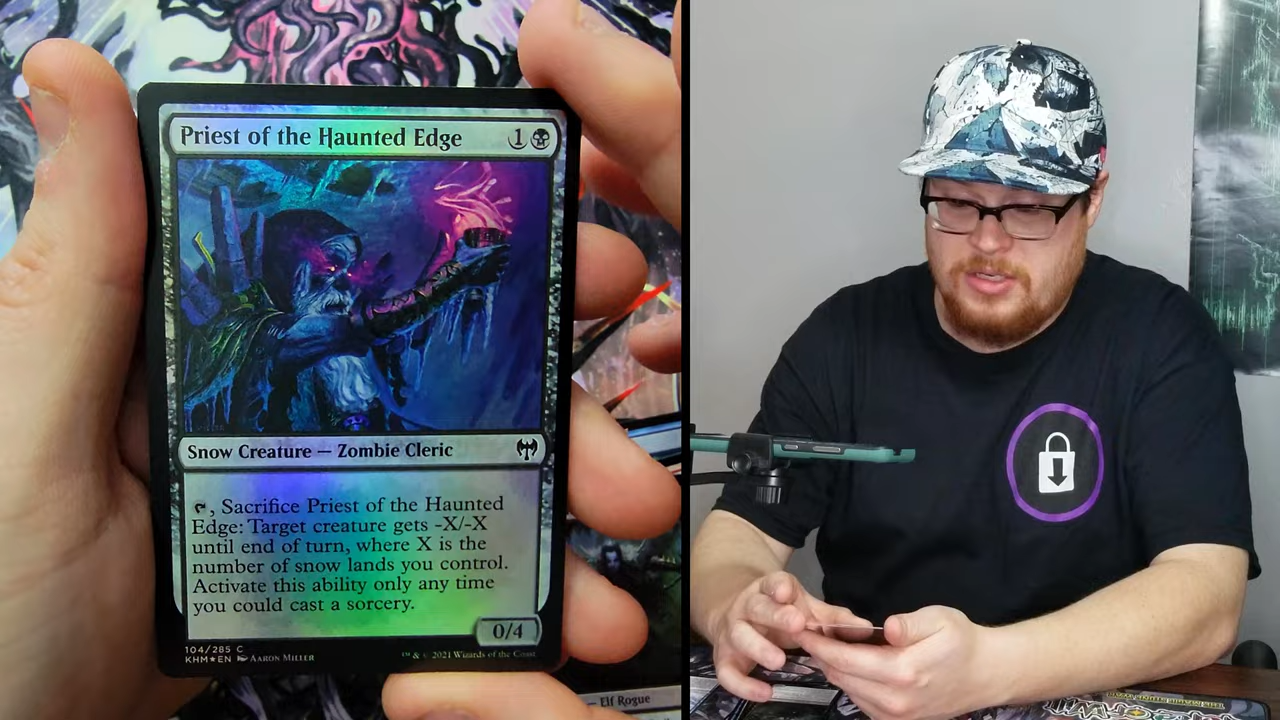 Priest of the Haunted Edge 1
Snow Creature — Zombie Cleric
, Sacrifice Priest of the Haunted
Edge: Target creature gets -X/-X
until end of turn, where X is the
number of snow lands you control.
Activate this ability only any time
you could cast a sorcery.
0/4
104/285 C
KHM★EN AARON MILLER
™ & © 2021 Wizards of the Coast
— Elf Rogue